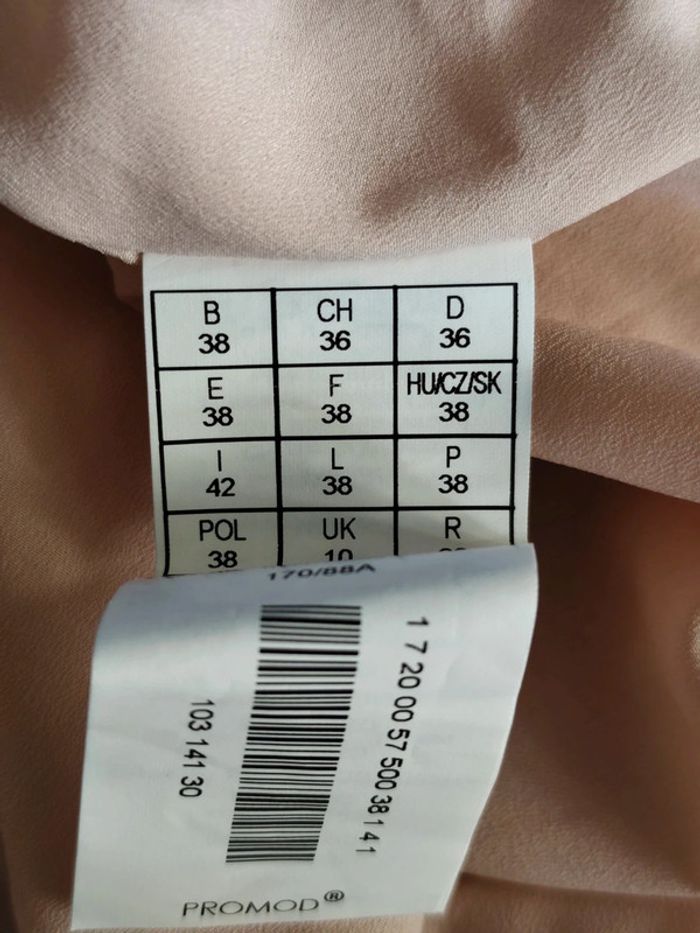 B CH D
38 36 36
E F HU/CZ/SK
38 38 38
I L P
42 38 38
POL UK R
38 10
170/88A
1 7 20 00 57 500 38 1 4 1
103 141 30
PROMOD®